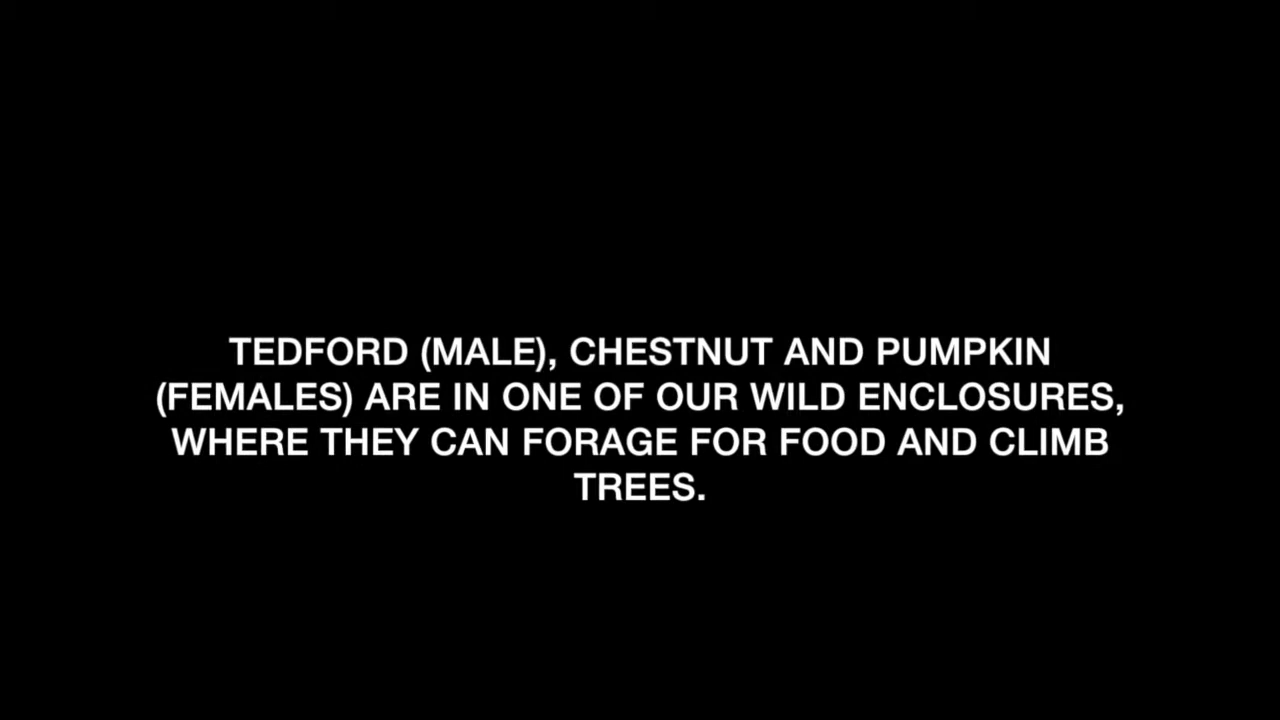 TEDFORD (MALE), CHESTNUT AND PUMPKIN
(FEMALES) ARE IN ONE OF OUR WILD ENCLOSURES,
WHERE THEY CAN FORAGE FOR FOOD AND CLIMB
TREES.